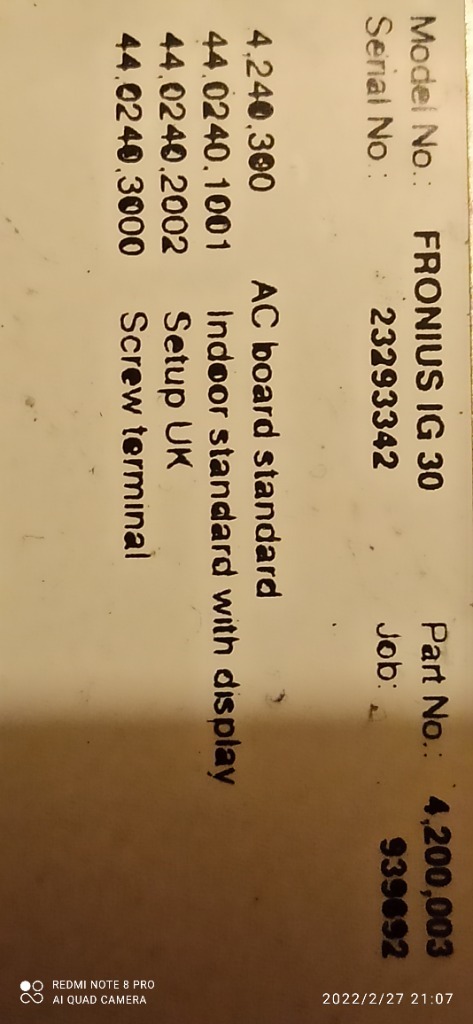 Model No.: FRONIUS IG 30 Part No.: 4,200,003
Serial No.: 23293342 Job:
4,240,300 AC board standard
44,0240,1001 Indoor standard with display
44,0240,2002 Setup UK
44,0240,3000 Screw terminal
REDMI NOTE 8 PRO
AI QUAD CAMERA
2022/2/27 21:07